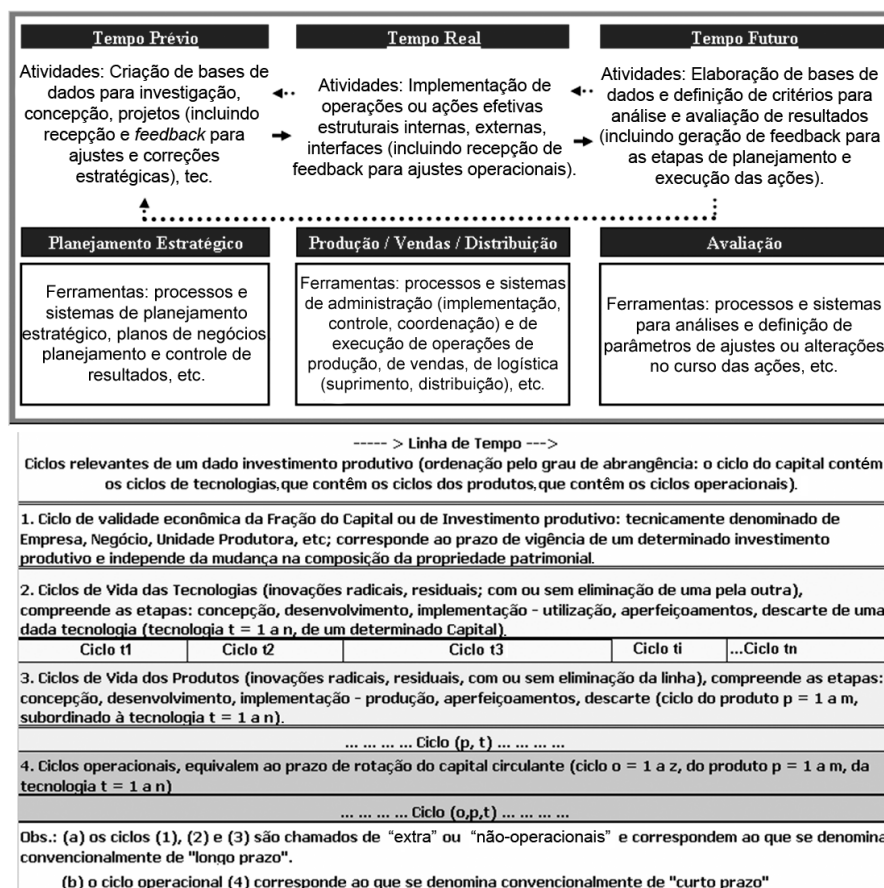 Tempo Prévio
Atividades: Criação de bases de
dados para investigação,
concepção, projetos (incluindo
recepção e feedback para
ajustes e correções
estratégicas), tec.
Tempo Real
Atividades: Implementação de
operações ou ações efetivas
estruturais internas, externas,
interfaces (incluindo recepção de
feedback para ajustes operacionais).
Tempo Futuro
Atividades: Elaboração de bases de
dados e definição de critérios para
análise e avaliação de resultados
(incluindo geração de feedback para
as etapas de planejamento e
execução das ações).
Planejamento Estratégico
Ferramentas: processos e
sistemas de planejamento
estratégico, planos de negócios
planejamento e controle de
resultados, etc.
Produção / Vendas / Distribuição
Ferramentas: processos e sistemas
de administração (implementação,
controle, coordenação) e de
execução de operações de
produção, de vendas, de logística
(suprimento, distribuição), etc.
Avaliação
Ferramentas: processos e sistemas
para análises e definição de
parâmetros de ajustes ou alterações
no curso das ações, etc.
----- > Linha de Tempo --->
Ciclos relevantes de um dado investimento produtivo (ordenação pelo grau de abrangência: o ciclo do capital contém
os ciclos de tecnologias, que contêm os ciclos dos produtos, que contêm os ciclos operacionais).
1. Ciclo de validade econômica da Fração do Capital ou de Investimento produtivo: tecnicamente denominado de
Empresa, Negócio, Unidade Produtora, etc; corresponde ao prazo de vigência de um determinado investimento
produtivo e independe da mudança na composição da propriedade patrimonial.
2. Ciclos de Vida das Tecnologias (inovações radicais, residuais; com ou sem eliminação de uma pela outra),
compreende as etapas: concepção, desenvolvimento, implementação - utilização, aperfeiçoamentos, descarte de uma
dada tecnologia (tecnologia t = 1 a n, de um determinado Capital).
Ciclo t1 Ciclo t2 Ciclo t3 Ciclo ti ...Ciclo tn
3. Ciclos de Vida dos Produtos (inovações radicais, residuais, com ou sem eliminação da linha), compreende as etapas:
concepção, desenvolvimento, implementação - produção, aperfeiçoamentos, descarte (ciclo do produto p = 1 a m,
subordinado à tecnologia t = 1 a n).
... ... ... ... Ciclo (p, t) ... ... ... ...
4. Ciclos operacionais, equivalem ao prazo de rotação do capital circulante (ciclo o = 1 a z, do produto p = 1 a m, da
tecnologia t = 1 a n)
... ... ... ... Ciclo (o,p,t) ... ... ... ...
Obs.: (a) os ciclos (1), (2) e (3) são chamados de “extra” ou “não-operacionais” e correspondem ao que se denomina
convencionalmente de "longo prazo".
(b) o ciclo operacional (4) corresponde ao que se denomina convencionalmente de "curto prazo"